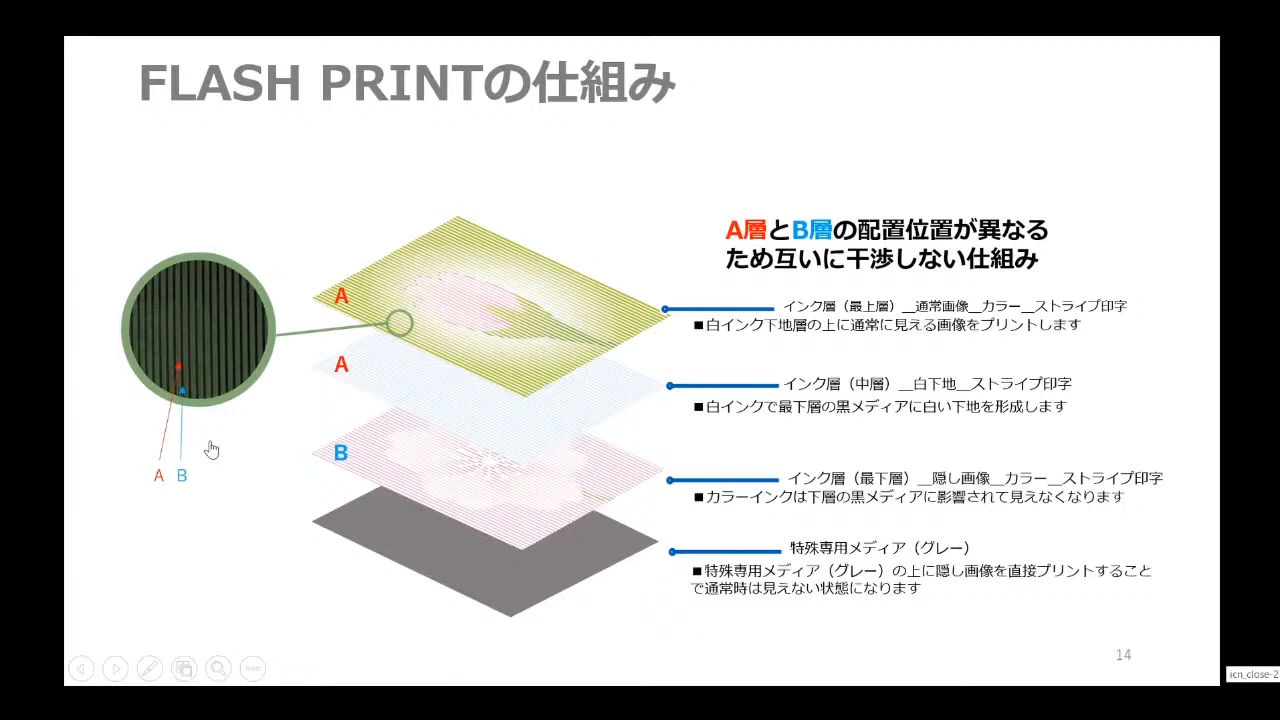 FLASH PRINTの仕組み
A層とB層の配置位置が異なる
ため互いに干渉しない仕組み
A
インク層（最上層）__通常画像__カラー__ストライプ印字
■白インク下地層の上に通常に見える画像をプリントします
A
インク層（中層）__白下地__ストライプ印字
■白インクで最下層の黒メディアに白い下地を形成します
B
インク層（最下層）__隠し画像__カラー__ストライプ印字
■カラーインクは下層の黒メディアに影響されて見えなくなります
A B
特殊専用メディア（グレー）
■特殊専用メディア（グレー）の上に隠し画像を直接プリントすること
で通常時は見えない状態になります
14
icn_close-2